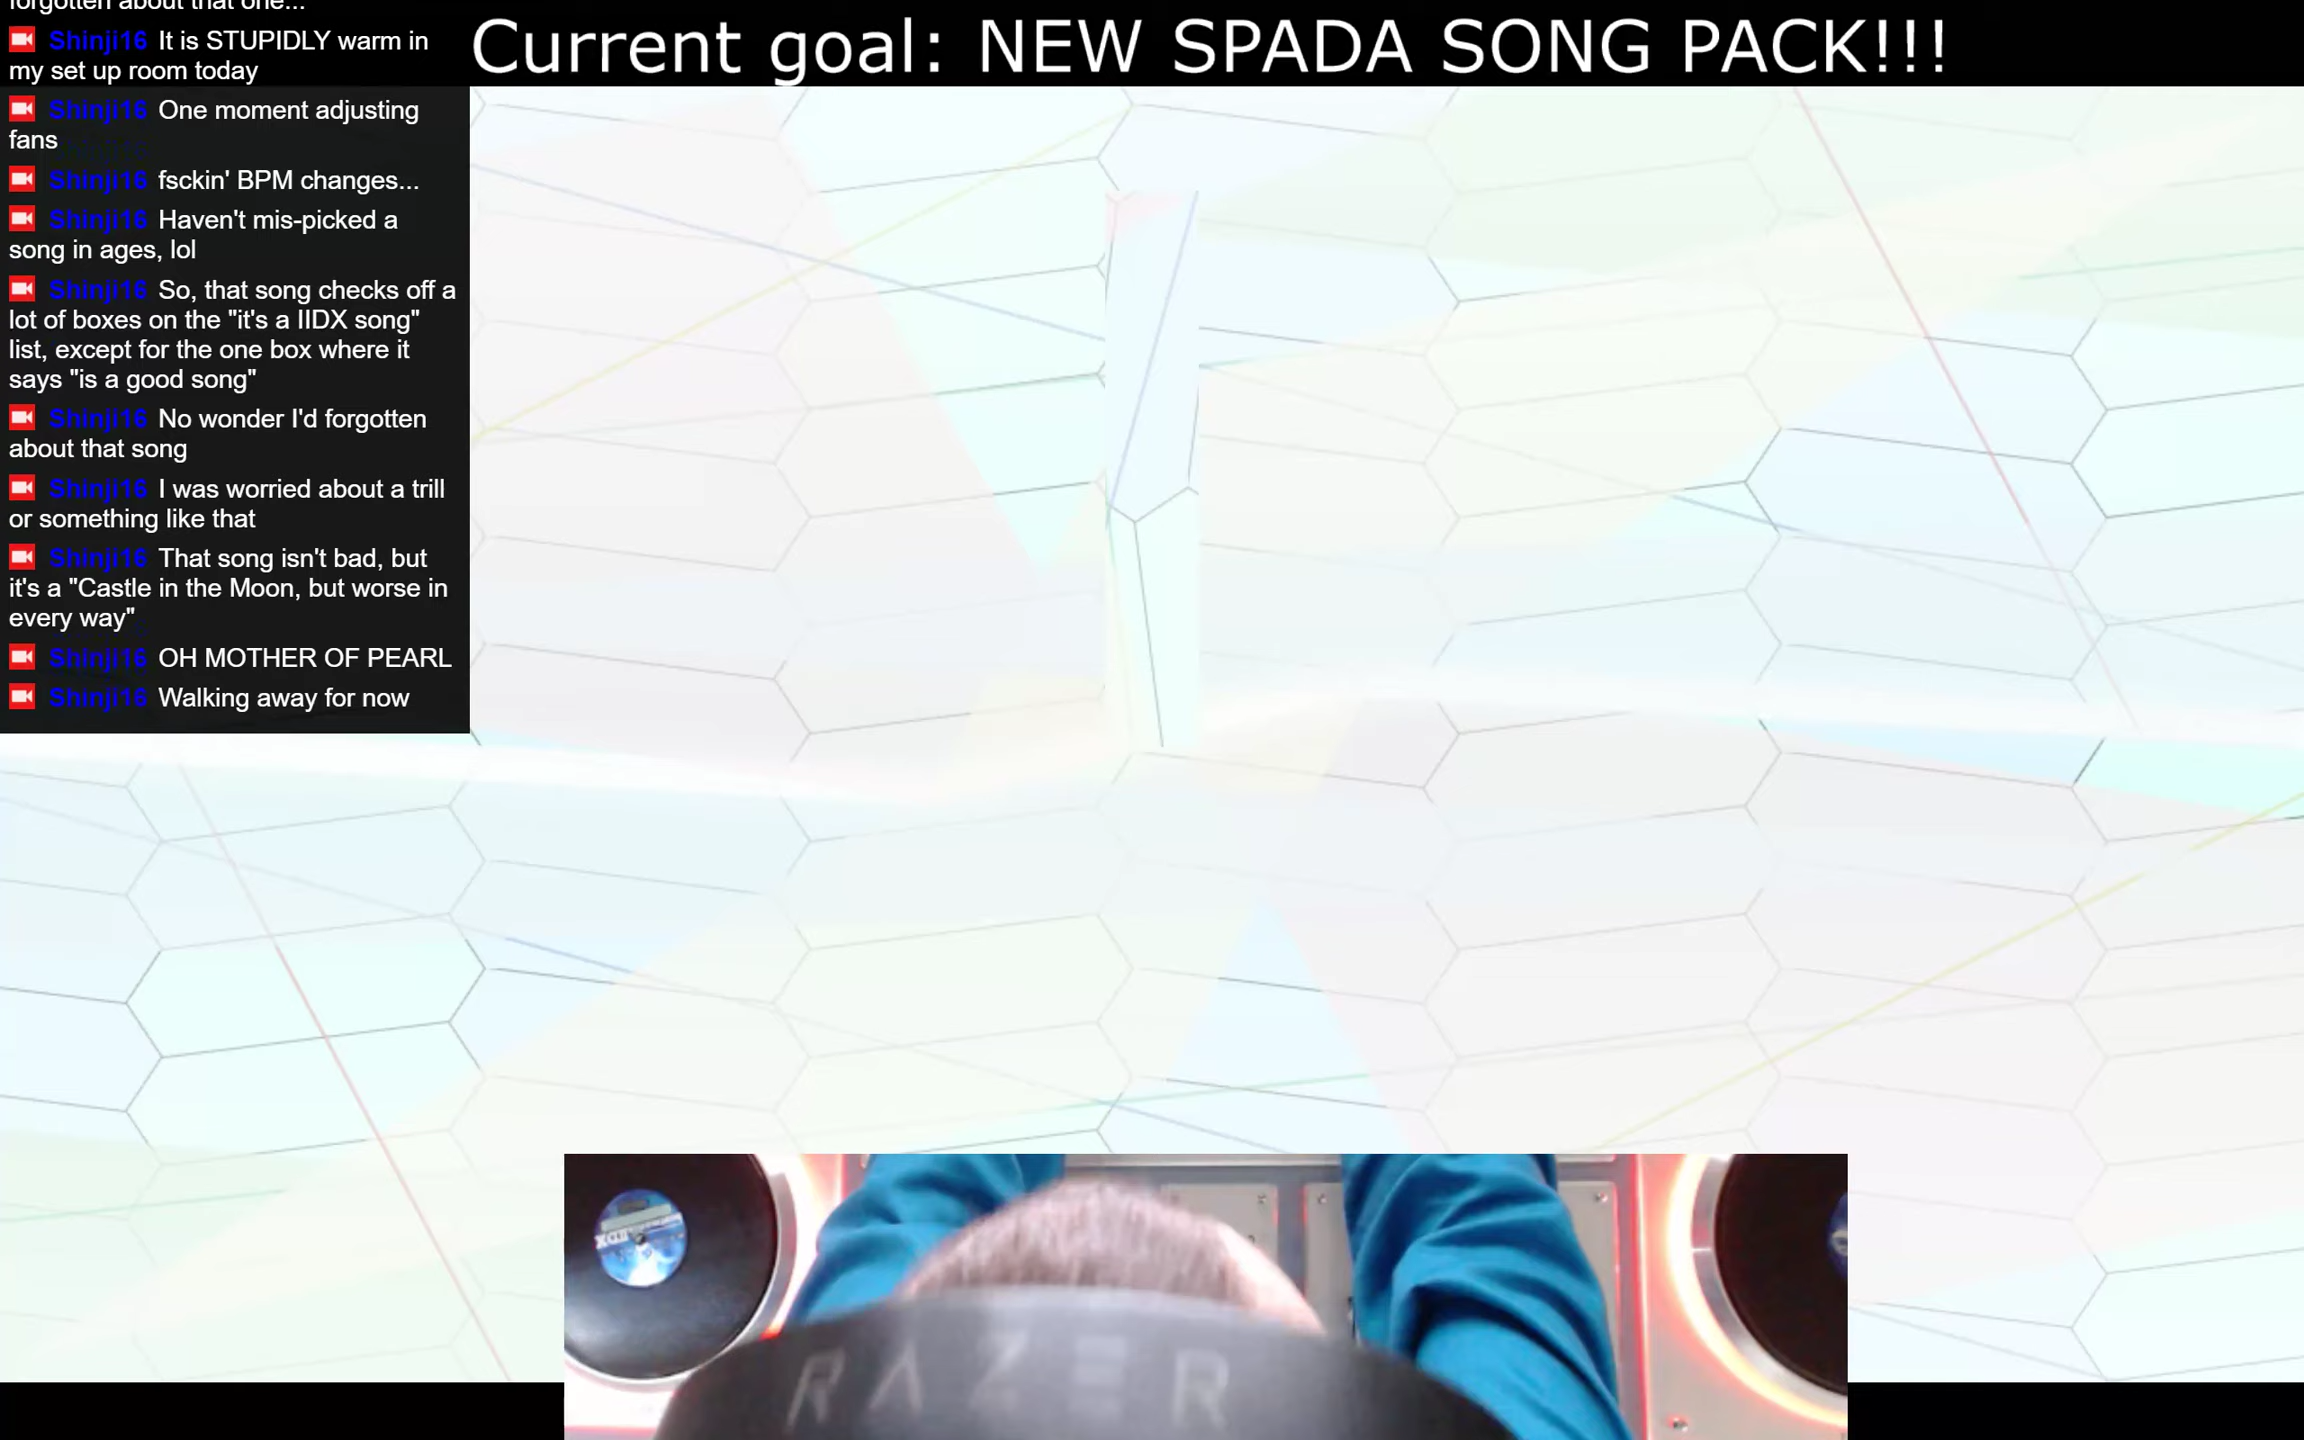 forgotten about that one...
Current goal: NEW SPADA SONG PACK!!!
Shinji16 It is STUPIDLY warm in
my set up room today
Shinji16 One moment adjusting
fans
Shinji16 fsckin' BPM changes...
Shinji16 Haven't mis-picked a
song in ages, lol
Shinji16 So, that song checks off a
lot of boxes on the "it's a IIDX song"
list, except for the one box where it
says "is a good song"
Shinji16 No wonder I'd forgotten
about that song
Shinji16 I was worried about a trill
or something like that
Shinji16 That song isn't bad, but
it's a "Castle in the Moon, but worse in
every way"
Shinji16 OH MOTHER OF PEARL
Shinji16 Walking away for now
RAZER